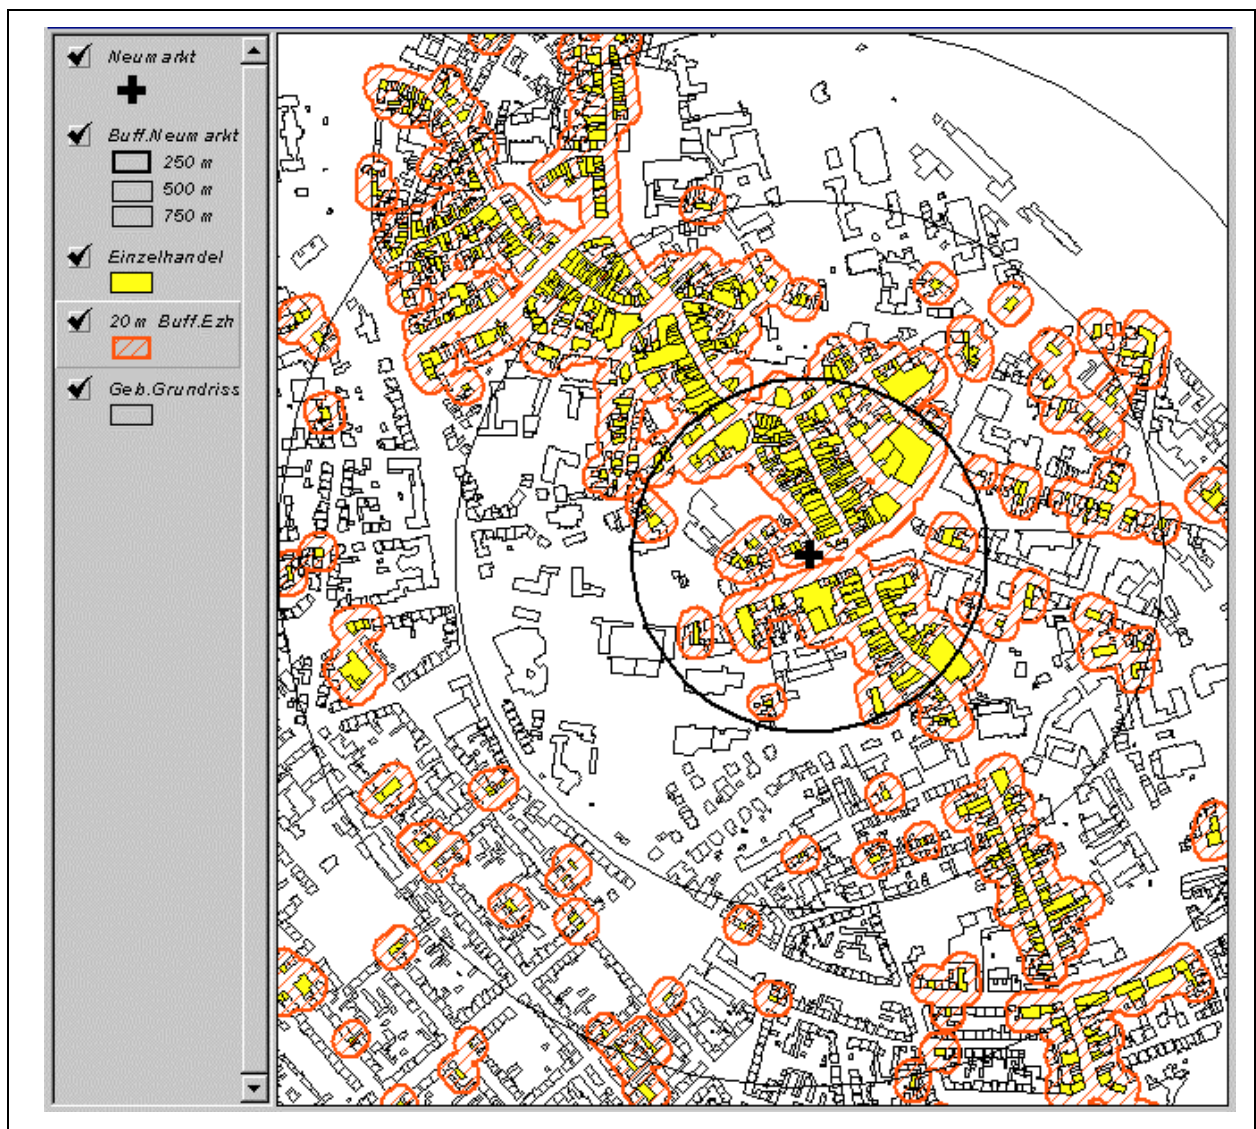 Neumarkt
Buff.Neumarkt
250 m
500 m
750 m
Einzelhandel
20 m Buff.Ezh
Geb.Grundriss